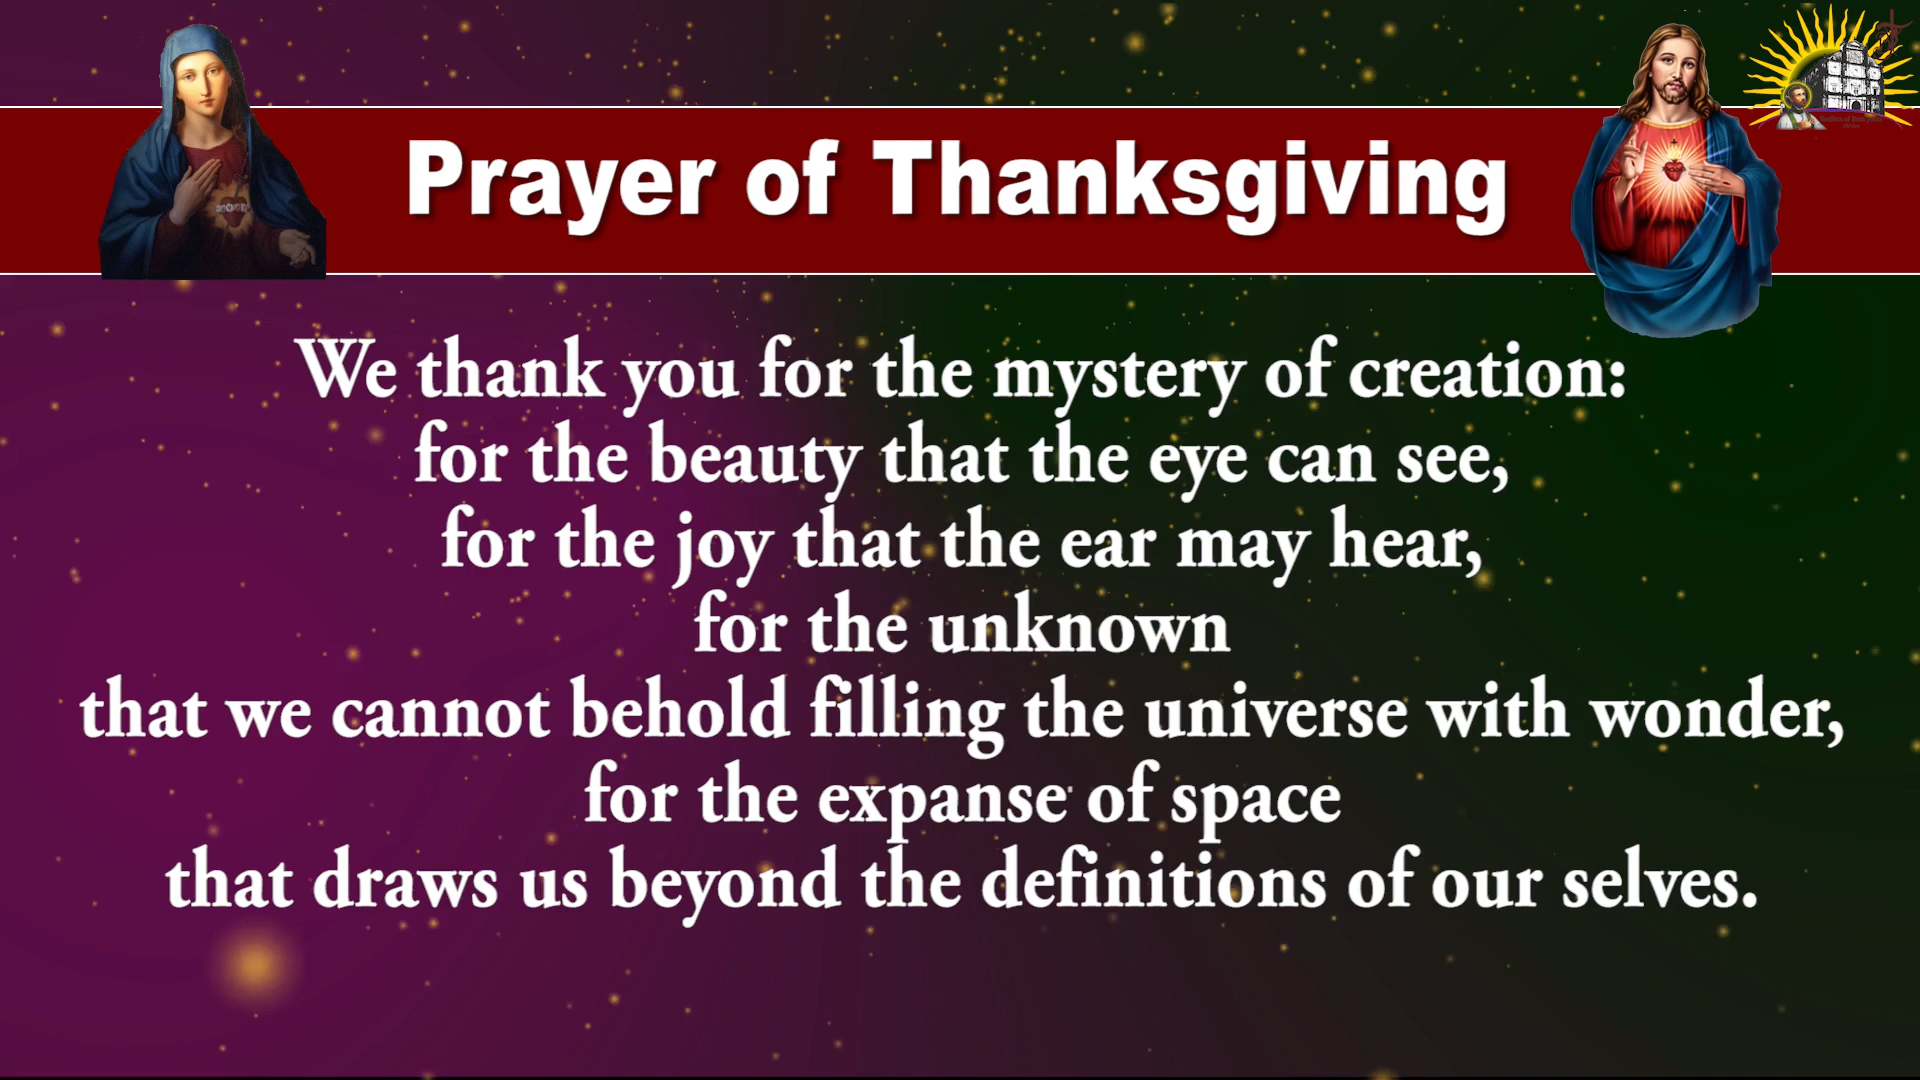 Prayer of Thanksgiving
We thank you for the mystery of creation:
for the beauty that the eye can see,
for the joy that the ear may hear,
for the unknown
that we cannot behold filling the universe with wonder,
for the expanse of space
that draws us beyond the definitions of our selves.